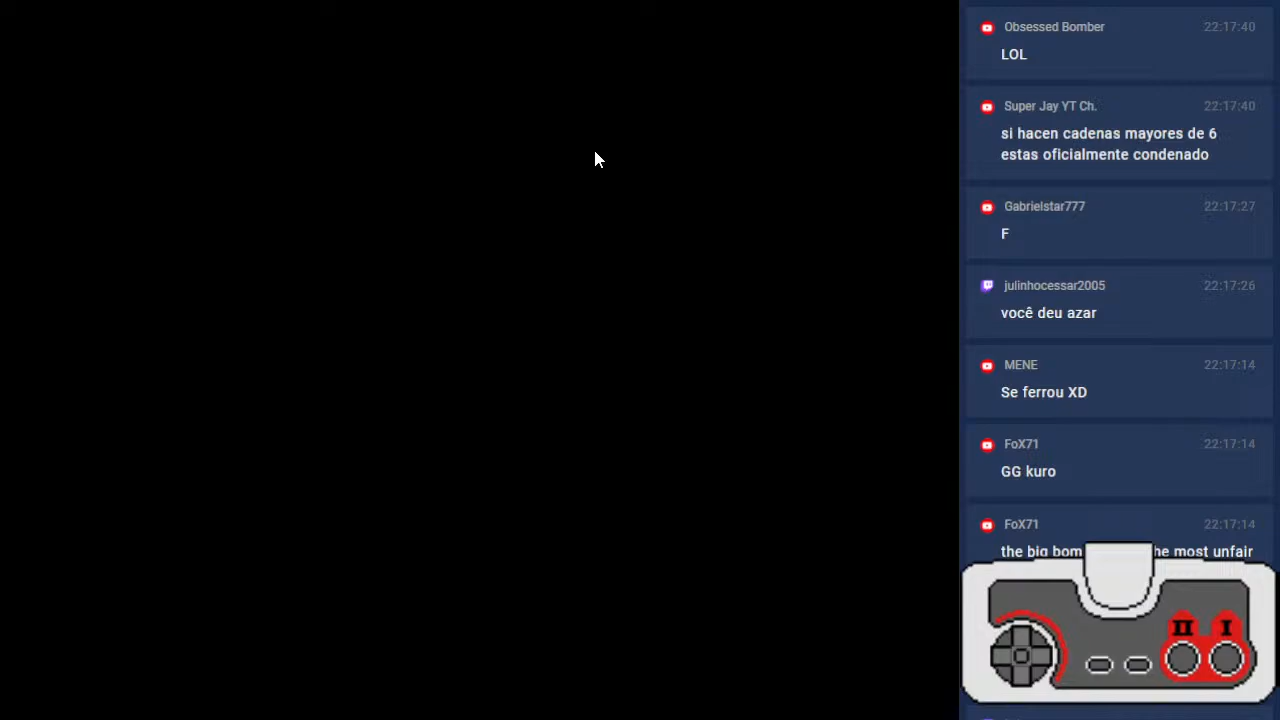 Obsessed Bomber 22:17:40
LOL
Super Jay YT Ch. 22:17:40
si hacen cadenas mayores de 6
estas oficialmente condenado
Gabrielstar777 22:17:27
F
julinhocessar2005 22:17:26
você deu azar
MENE 22:17:14
Se ferrou XD
FoX71 22:17:14
GG kuro
FoX71 22:17:14
the big most unfair
II I